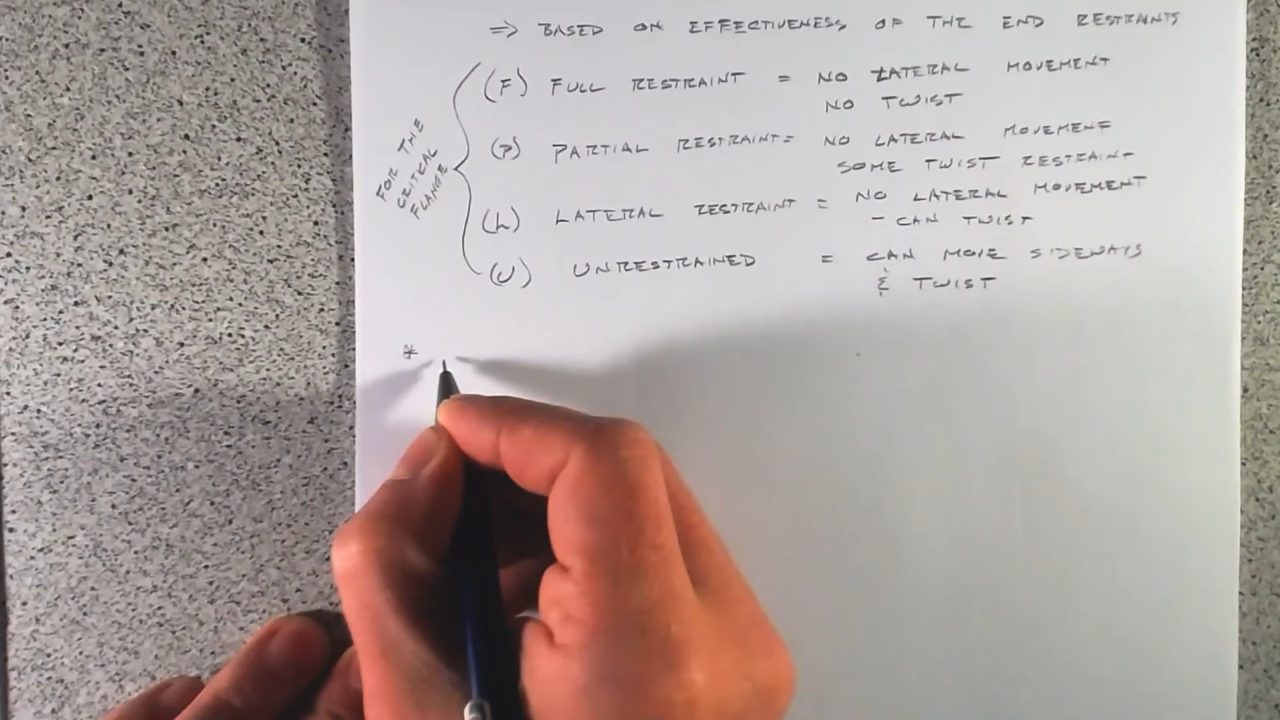 ⇒ BASED ON EFFECTIVENESS OF THE END RESTRAINTS
(F) FULL RESTRAINT = NO LATERAL MOVEMENT
NO TWIST
(P) PARTIAL RESTRAINT = NO LATERAL MOVEMENT
SOME TWIST RESTRAINT
(L) LATERAL RESTRAINT = NO LATERAL MOVEMENT
- CAN TWIST
(U) UNRESTRAINED = CAN MOVE SIDEWAYS
& TWIST
FOR THE
CRITICAL
FLANGE
*